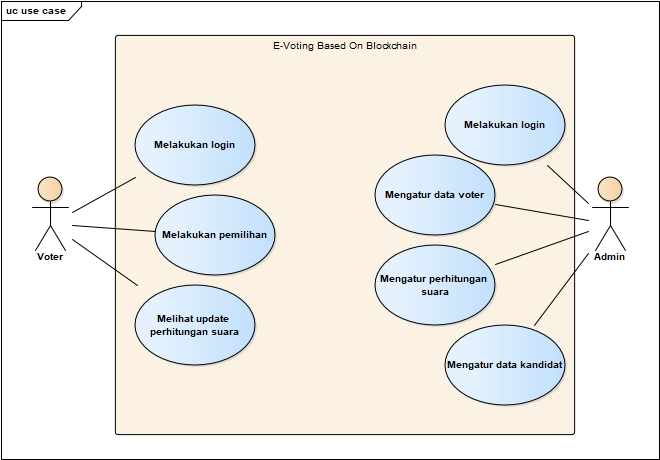 uc use case
E-Voting Based On Blockchain
Melakukan login
Melakukan login
Mengatur data voter
Melakukan pemilihan
Voter
Admin
Mengatur perhitungan
suara
Melihat update
perhitungan suara
Mengatur data kandidat